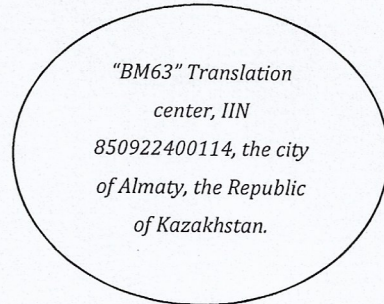 “BM63” Translation
center, IIN
850922400114, the city
of Almaty, the Republic
of Kazakhstan.